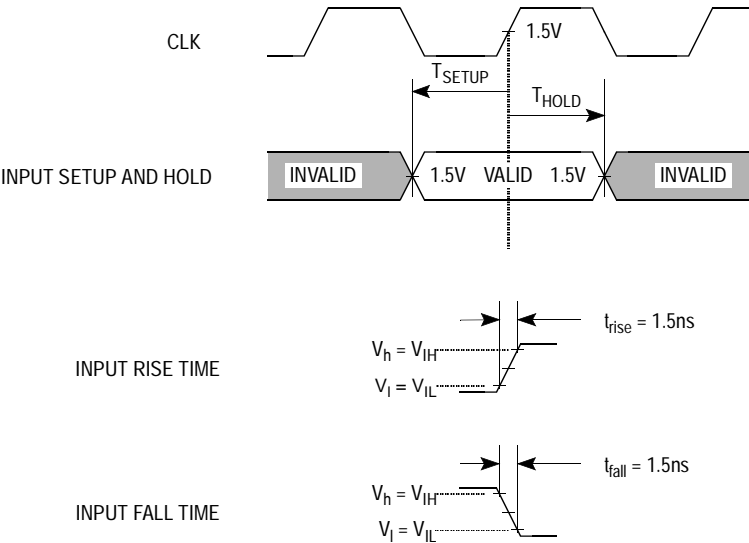 CLK
1.5V
TSETUP
THOLD
INPUT SETUP AND HOLD
INVALID
1.5V VALID 1.5V
INVALID
trise = 1.5ns
Vh = VIH
INPUT RISE TIME
Vl = VIL
tfall = 1.5ns
Vh = VIH
INPUT FALL TIME
Vl = VIL